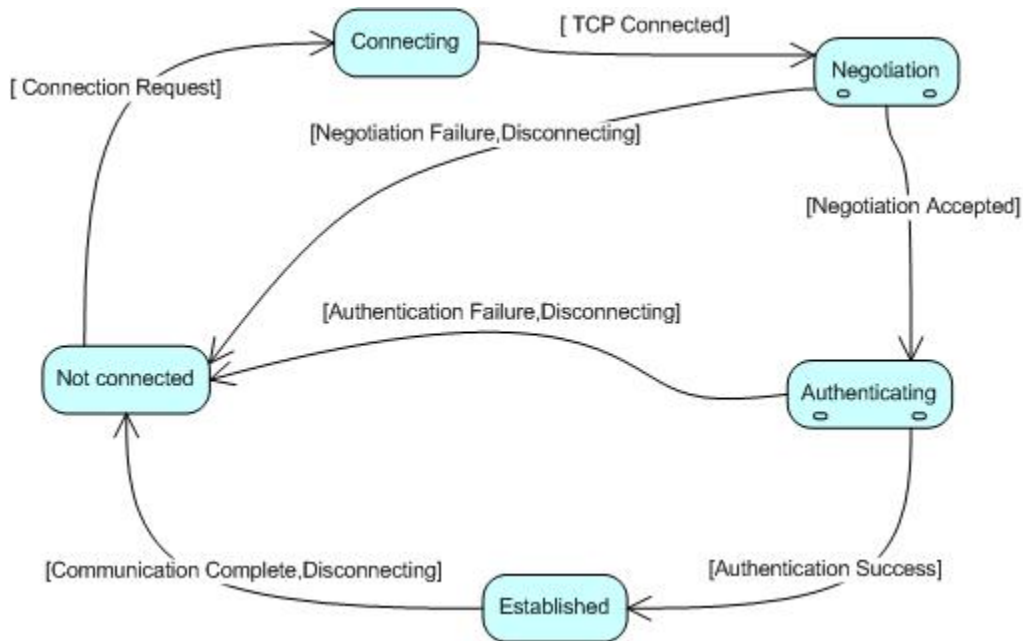 [ TCP Connected]
Connecting
Negotiation
[ Connection Request]
[Negotiation Failure,Disconnecting]
[Negotiation Accepted]
[Authentication Failure,Disconnecting]
Not connected
Authenticating
[Communication Complete,Disconnecting]
[Authentication Success]
Established